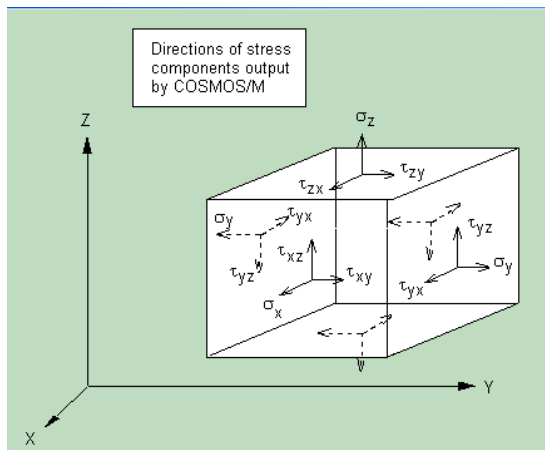 Directions of stress
components output
by COSMOS/M
Z
σz
τzy
τzx
σy
τyx
τyz
τxz
τyz
τyz
τxy
σy
σx
τyx
Y
X